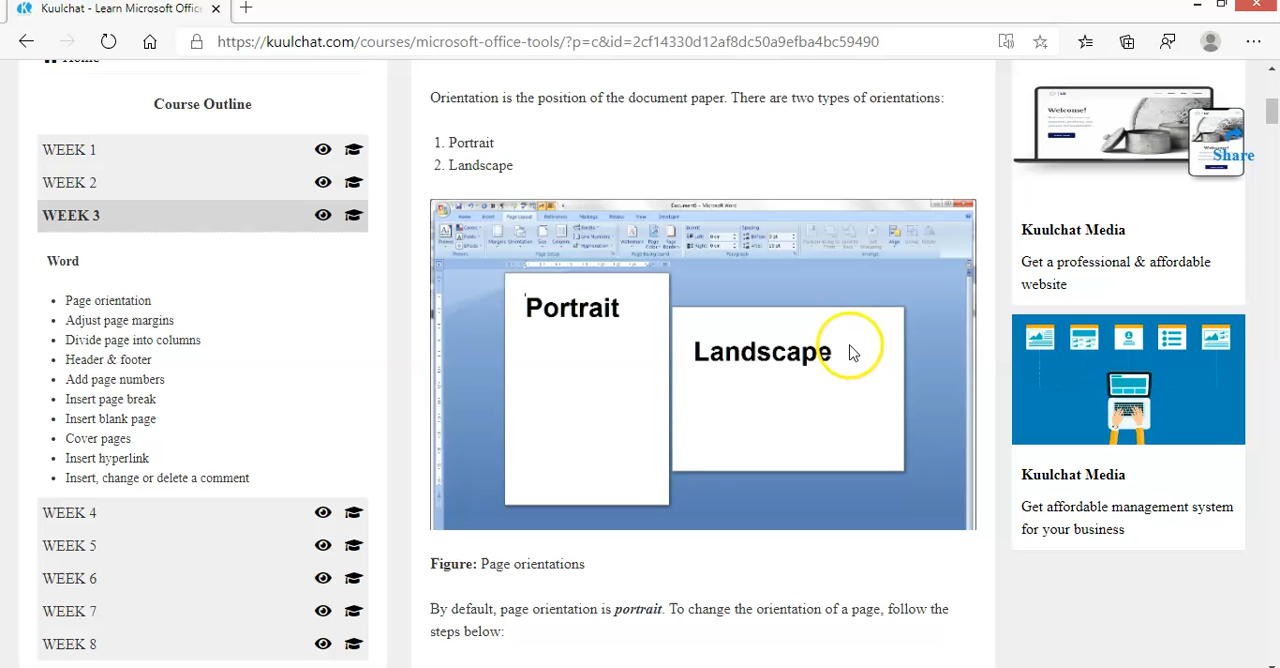 Kuulchat - Learn Microsoft Offic
https://kuulchat.com/courses/microsoft-office-tools/?p=c&id=2cf14330d12af8dc50a9efba4bc59490
Home
Course Outline
WEEK 1
WEEK 2
WEEK 3
Word
Page orientation
Adjust page margins
Divide page into columns
Header & footer
Add page numbers
Insert page break
Insert blank page
Cover pages
Insert hyperlink
Insert, change or delete a comment
WEEK 4
WEEK 5
WEEK 6
WEEK 7
WEEK 8
Orientation is the position of the document paper. There are two types of orientations:
1. Portrait
2. Landscape
Portrait
Landscape
Figure: Page orientations
By default, page orientation is portrait. To change the orientation of a page, follow the
steps below:
Welcome!
Share
Kuulchat Media
Get a professional & affordable
website
Kuulchat Media
Get affordable management system
for your business